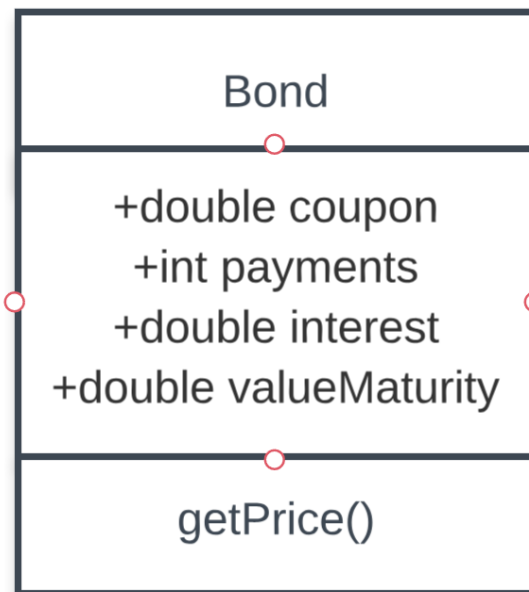 Bond
+double coupon
+int payments
+double interest
+double valueMaturity
getPrice()